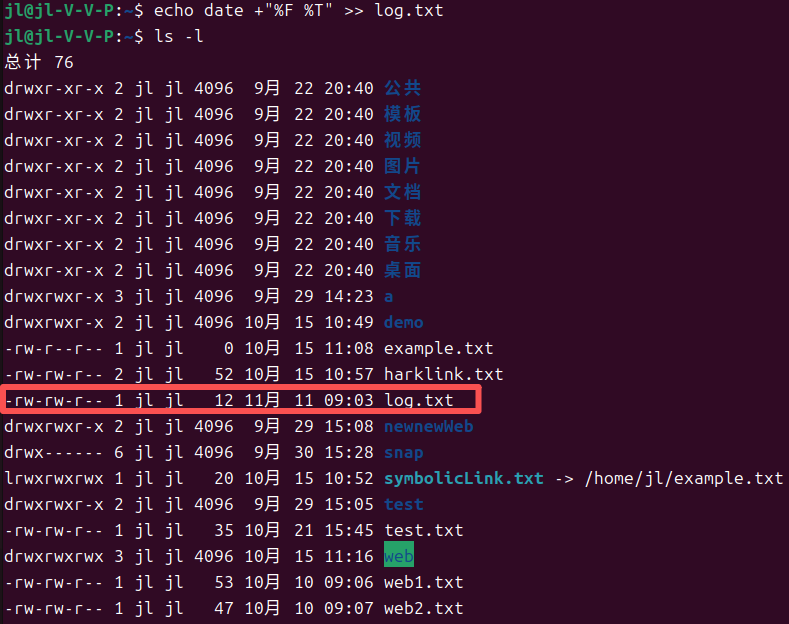 jl@jl-V-V-P:~$ echo date +"%F %T" >> log.txt
jl@jl-V-V-P:~$ ls -l
总计 76
drwxr-xr-x 2 jl jl 4096  9月 22 20:40 公共
drwxr-xr-x 2 jl jl 4096  9月 22 20:40 模板
drwxr-xr-x 2 jl jl 4096  9月 22 20:40 视频
drwxr-xr-x 2 jl jl 4096  9月 22 20:40 图片
drwxr-xr-x 2 jl jl 4096  9月 22 20:40 文档
drwxr-xr-x 2 jl jl 4096  9月 22 20:40 下载
drwxr-xr-x 2 jl jl 4096  9月 22 20:40 音乐
drwxr-xr-x 2 jl jl 4096  9月 22 20:40 桌面
drwxrwxr-x 3 jl jl 4096  9月 29 14:23 a
drwxrwxr-x 2 jl jl 4096 10月 15 10:49 demo
-rw-r--r-- 1 jl jl    0 10月 15 11:08 example.txt
-rw-rw-r-- 2 jl jl   52 10月 15 10:57 harklink.txt
-rw-rw-r-- 1 jl jl   12 11月 11 09:03 log.txt
drwxrwxr-x 2 jl jl 4096  9月 29 15:08 newnewWeb
drwx------ 6 jl jl 4096  9月 30 15:28 snap
lrwxrwxrwx 1 jl jl   20 10月 15 10:52 symbolicLink.txt -> /home/jl/example.txt
drwxrwxr-x 2 jl jl 4096  9月 29 15:05 test
-rw-rw-r-- 1 jl jl   35 10月 21 15:45 test.txt
drwxrwxrwx 3 jl jl 4096 10月 15 11:16 web
-rw-rw-r-- 1 jl jl   53 10月 10 09:06 web1.txt
-rw-rw-r-- 1 jl jl   47 10月 10 09:07 web2.txt